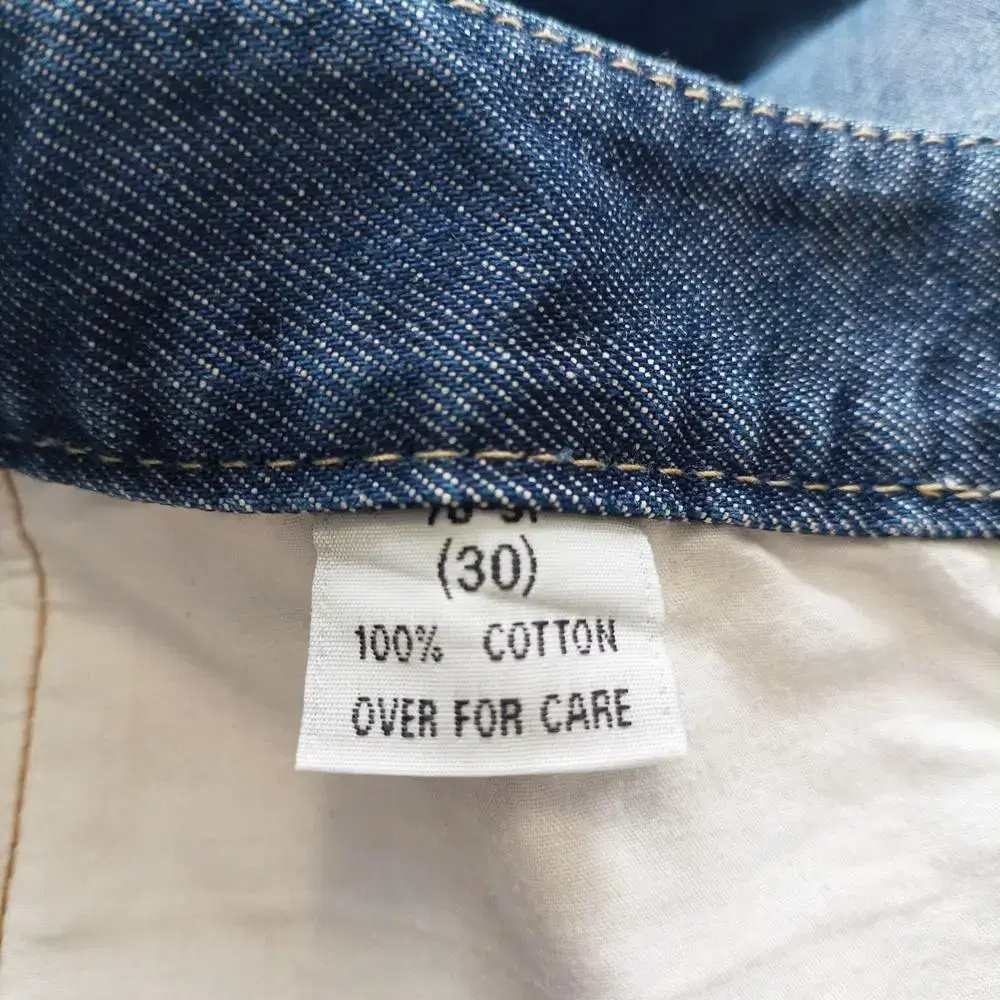 (30)
100% COTTON
OVER FOR CARE